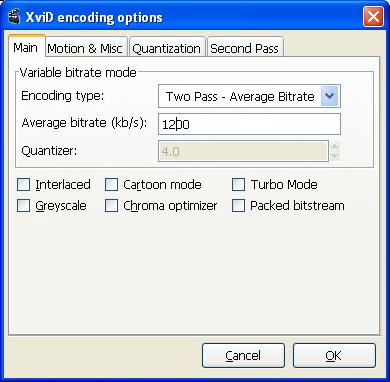 XviD encoding options
Main Motion & Misc Quantization Second Pass
Variable bitrate mode
Encoding type: Two Pass - Average Bitrate
Average bitrate (kb/s): 1200
Quantizer: 4.0
Interlaced Cartoon mode Turbo Mode
Greyscale Chroma optimizer Packed bitstream
Cancel OK